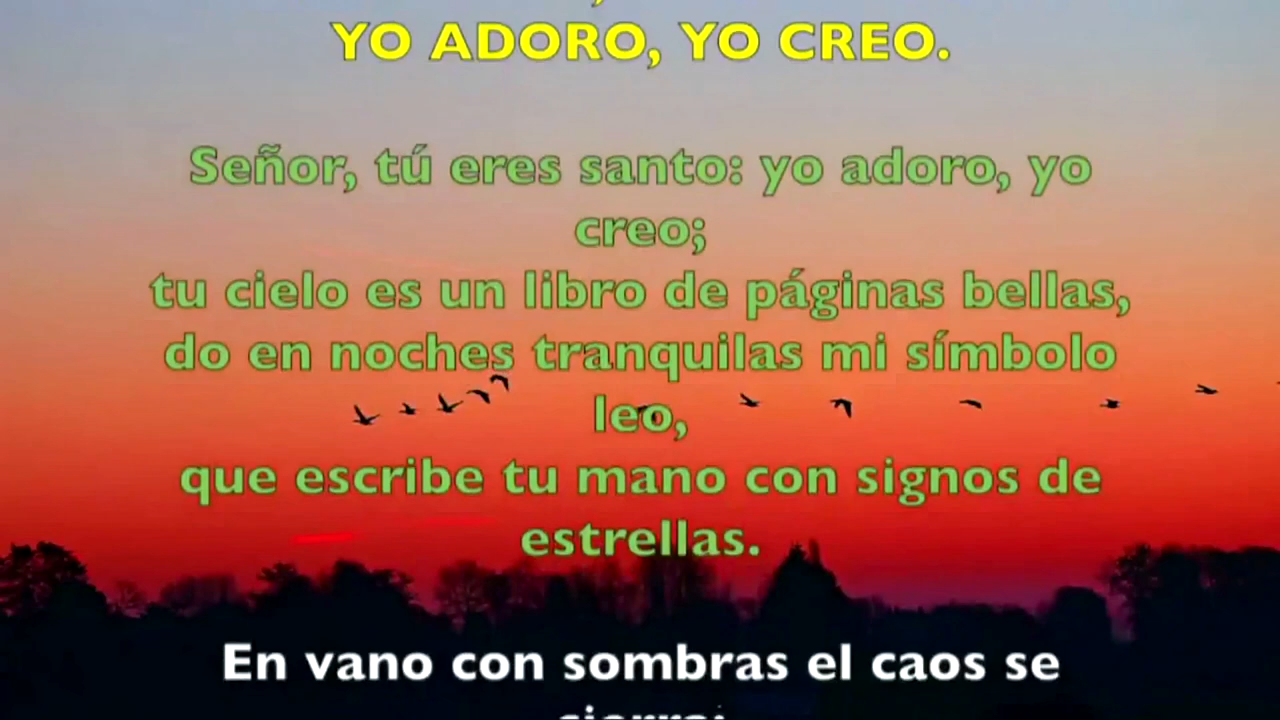 YO ADORO, YO CREO.
Señor, tú eres santo: yo adoro, yo
creo;
tu cielo es un libro de páginas bellas,
do en noches tranquilas mi símbolo
leo,
que escribe tu mano con signos de
estrellas.
En vano con sombras el caos se